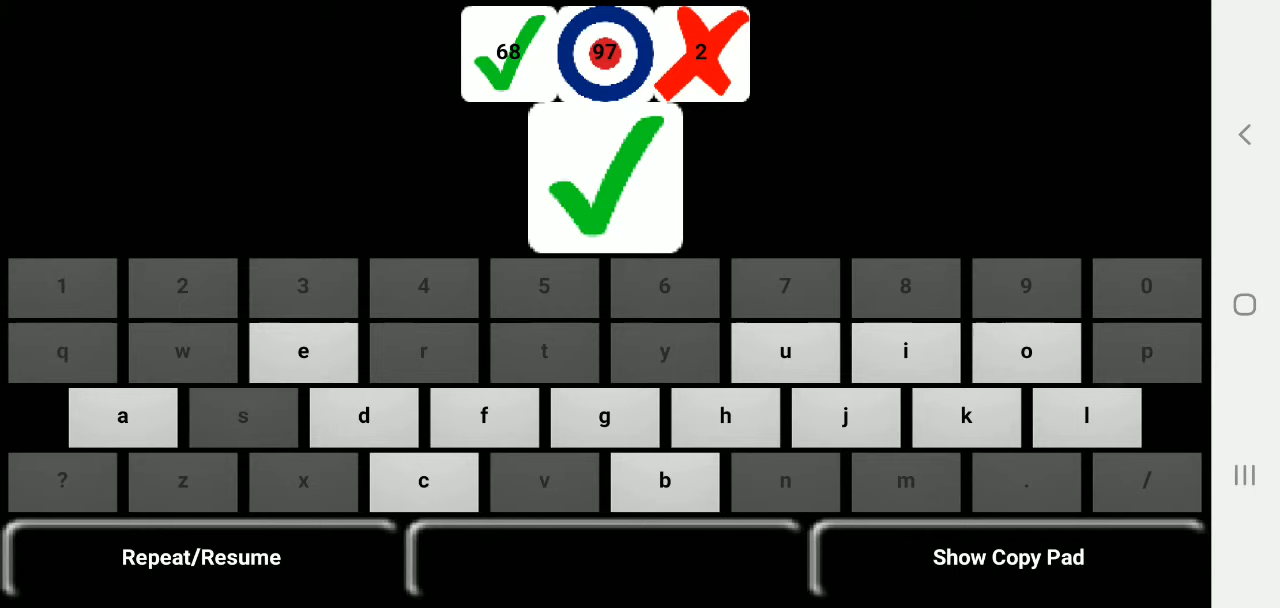 68 97 2
1 2 3 4 5 6 7 8 9 0
q w e r t y u i o p
a s d f g h j k l
? z x c v b n m . /
Repeat/Resume Show Copy Pad